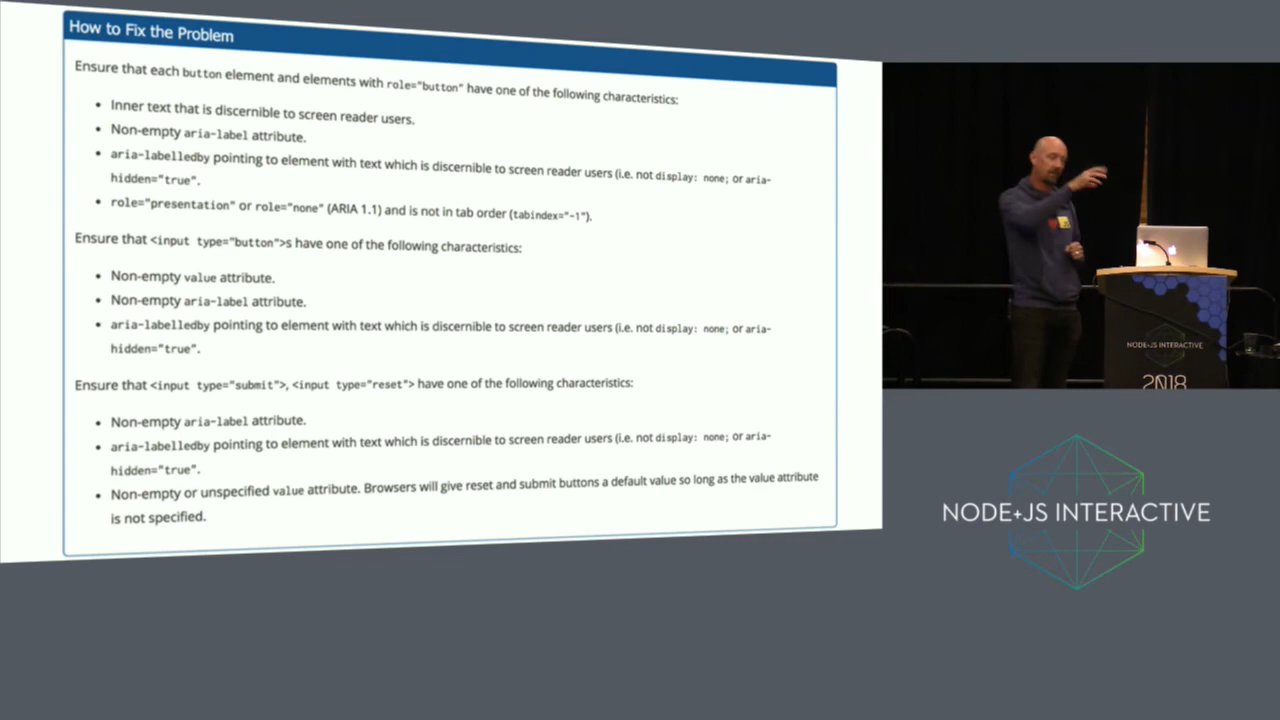 How to Fix the Problem
Ensure that each button element and elements with role="button" have one of the following characteristics:
• Inner text that is discernible to screen reader users.
• Non-empty aria-label attribute.
• aria-labelledby pointing to element with text which is discernible to screen reader users (i.e. not display: none; or aria-
hidden="true".
• role="presentation" or role="none" (ARIA 1.1) and is not in tab order (tabindex="-1").
Ensure that <input type="button">s have one of the following characteristics:
• Non-empty value attribute.
• Non-empty aria-label attribute.
• aria-labelledby pointing to element with text which is discernible to screen reader users (i.e. not display: none; or aria-
hidden="true".
Ensure that <input type="submit">, <input type="reset"> have one of the following characteristics:
• Non-empty aria-label attribute.
• aria-labelledby pointing to element with text which is discernible to screen reader users (i.e. not display: none; or aria-
hidden="true".
• Non-empty or unspecified value attribute. Browsers will give reset and submit buttons a default value so long as the value attribute
is not specified.
NODE+JS INTERACTIVE
2018
NODE+JS INTERACTIVE